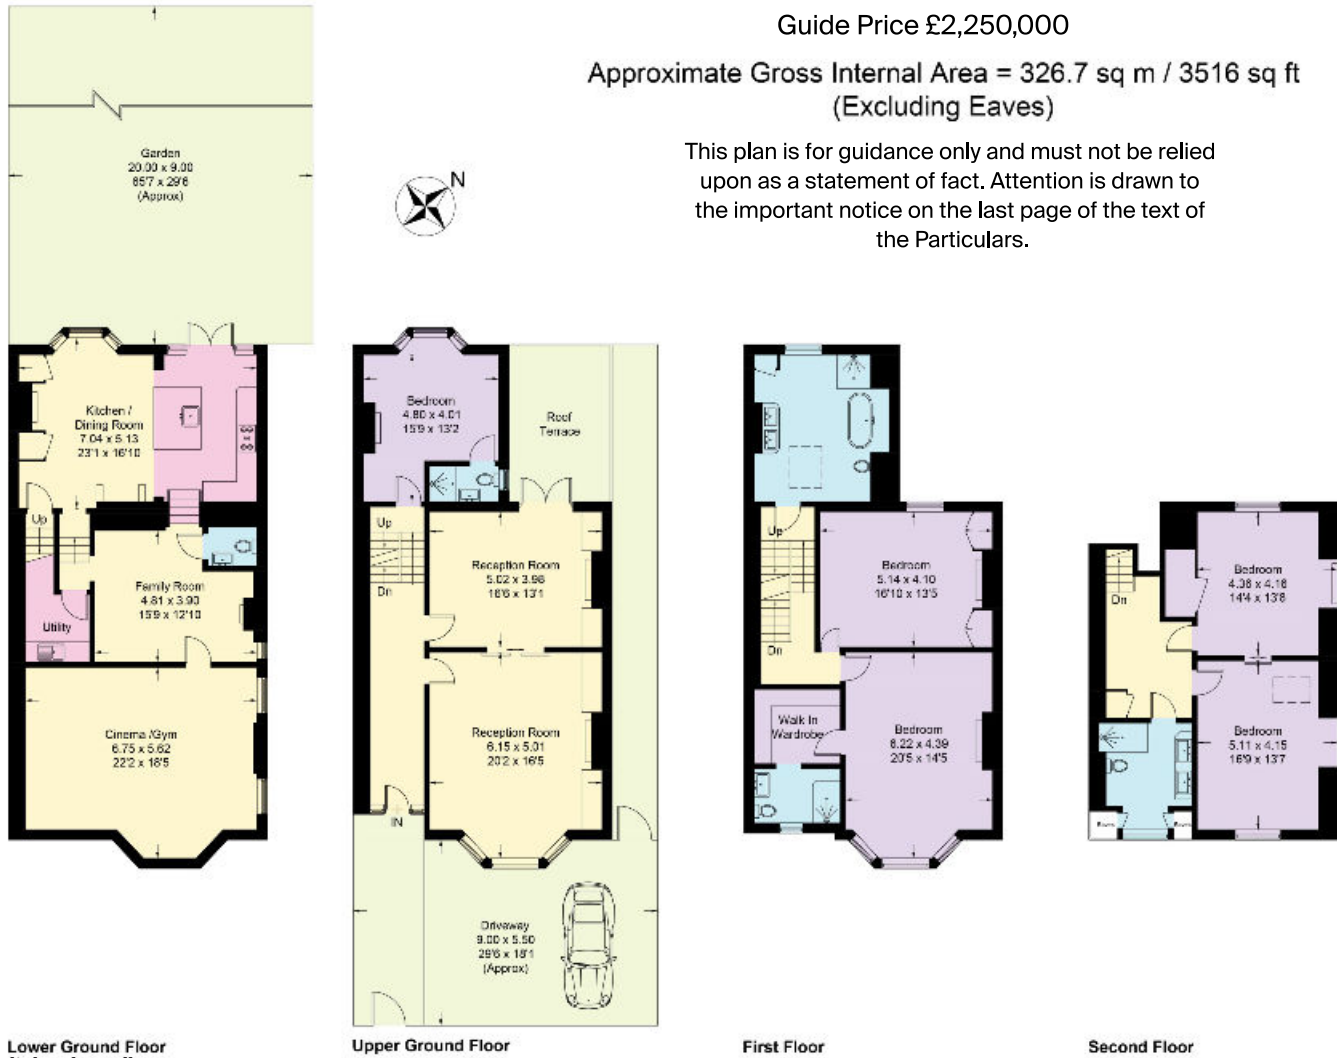 Guide Price £2,250,000
Approximate Gross Internal Area = 326.7 sq m / 3516 sq ft
(Excluding Eaves)
This plan is for guidance only and must not be relied
upon as a statement of fact. Attention is drawn to
the important notice on the last page of the text of
the Particulars.
N
Garden
20.00 x 9.00
65'7 x 29'6
(Approx)
Kitchen /
Dining Room
7.04 x 5.13
23'1 x 16'10
Up
Family Room
4.81 x 3.90
15'9 x 12'10
Utility
Cinema /Gym
6.75 x 5.62
22'2 x 18'5
Lower Ground Floor
Bedroom
4.80 x 4.01
15'9 x 13'2
Roof
Terrace
Up
Dn
Reception Room
5.02 x 3.98
16'6 x 13'1
Reception Room
6.15 x 5.01
20'2 x 16'5
IN
Driveway
9.00 x 5.50
29'6 x 18'1
(Approx)
Upper Ground Floor
Up
Dn
Bedroom
5.14 x 4.10
16'10 x 13'5
Walk In
Wardrobe
Bedroom
6.22 x 4.39
20'5 x 14'5
First Floor
Dn
Bedroom
4.36 x 4.16
14'4 x 13'8
Bedroom
5.11 x 4.15
16'9 x 13'7
Eaves
Eaves
Second Floor